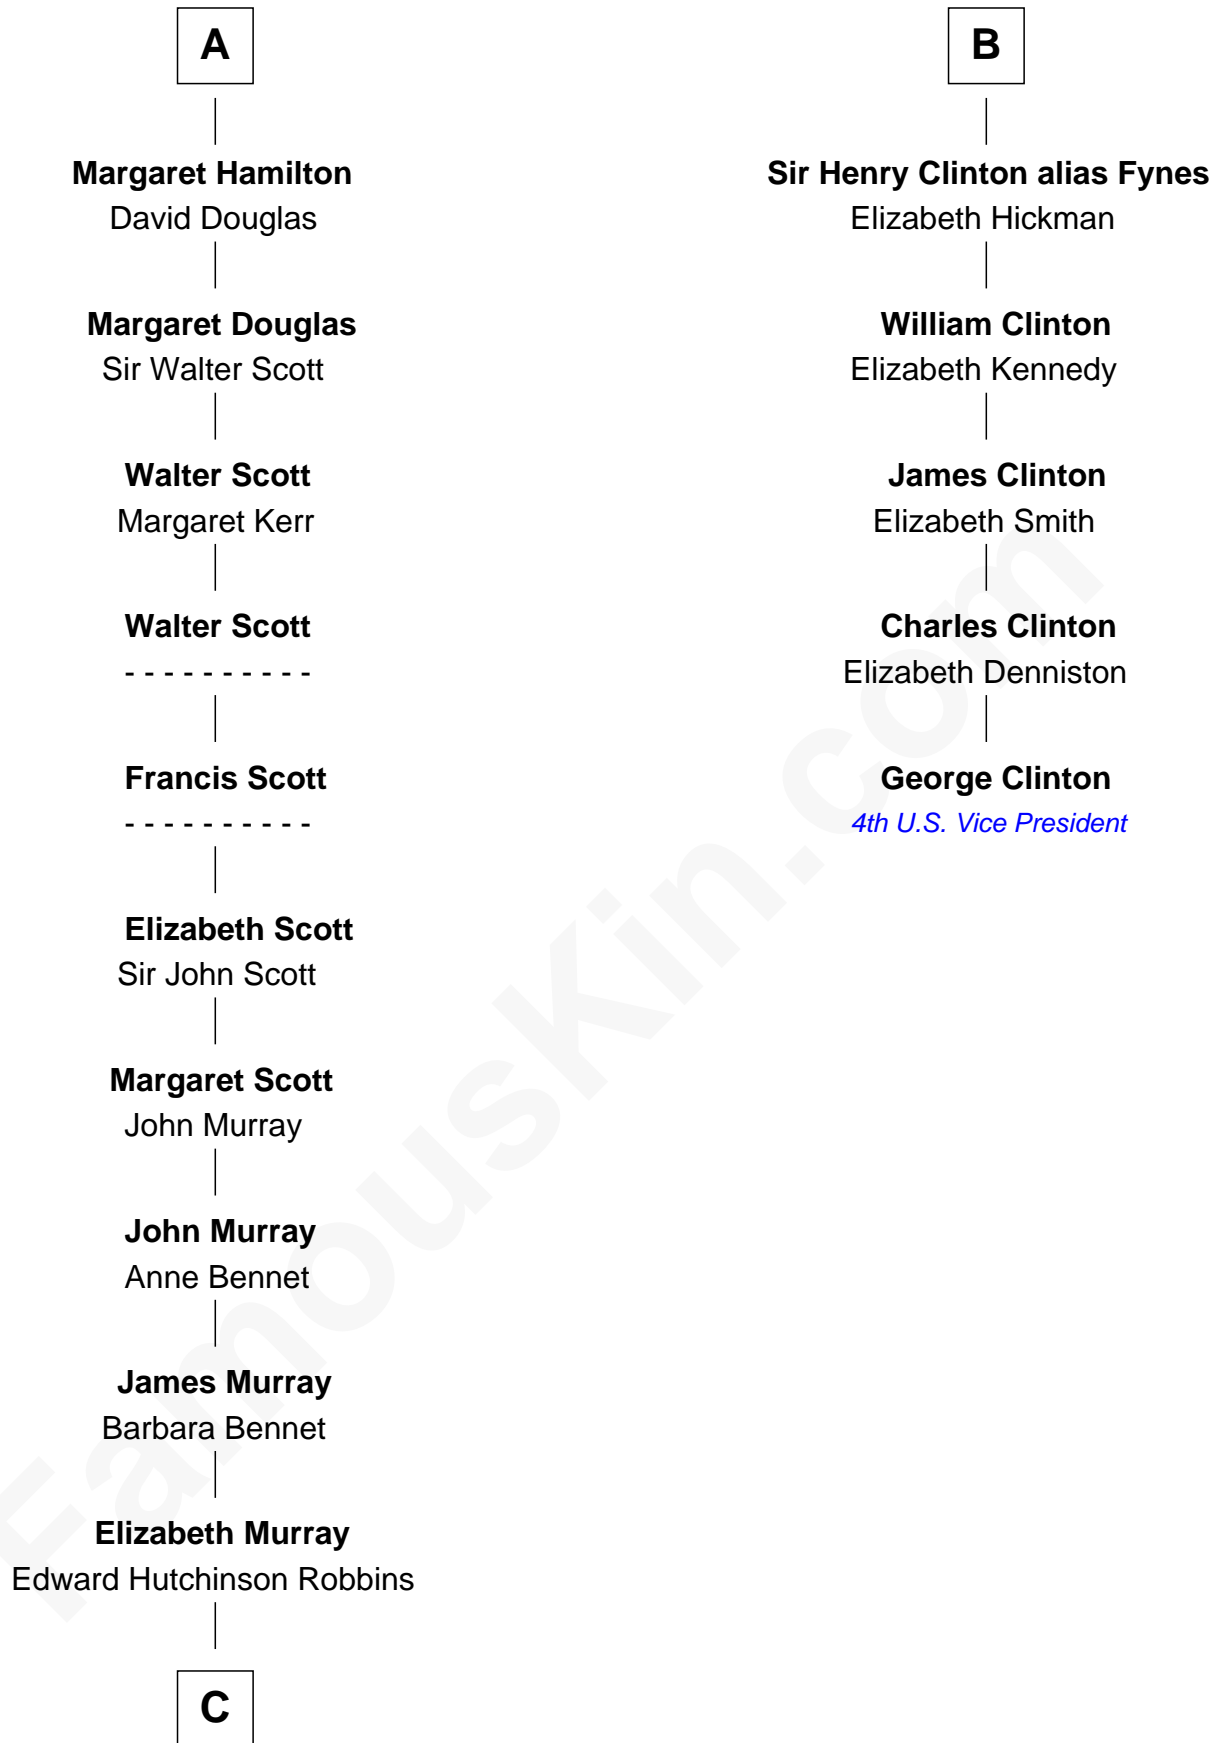 A
Margaret Hamilton
David Douglas
Margaret Douglas
Sir Walter Scott
Walter Scott
Margaret Kerr
Walter Scott
- - - - - - - - - -
Francis Scott
- - - - - - - - - -
Elizabeth Scott
Sir John Scott
Margaret Scott
John Murray
John Murray
Anne Bennet
James Murray
Barbara Bennet
Elizabeth Murray
Edward Hutchinson Robbins
C
B
Sir Henry Clinton alias Fynes
Elizabeth Hickman
William Clinton
Elizabeth Kennedy
James Clinton
Elizabeth Smith
Charles Clinton
Elizabeth Denniston
George Clinton
4th U.S. Vice President
FamousKin.com